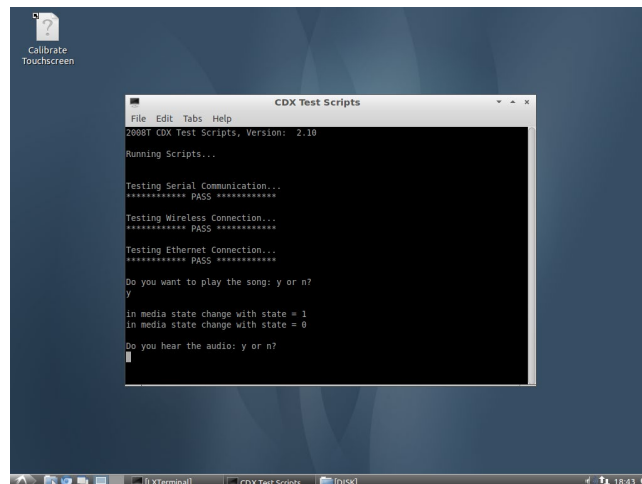 Calibrate
Touchscreen
CDX Test Scripts
File Edit Tabs Help
2008T CDX Test Scripts, Version: 2.10
Running Scripts...
Testing Serial Communication...
************ PASS ************
Testing Wireless Connection...
************ PASS ************
Testing Ethernet Connection...
************ PASS ************
Do you want to play the song: y or n?
y
in media state change with state = 1
in media state change with state = 0
Do you hear the audio: y or n?
[LXTerminal]
CDX Test Scripts
[DISK]
18:43